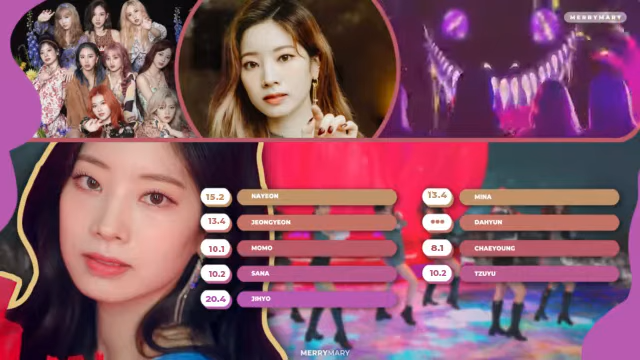 MERRYMARY
15.2 NAYEON
13.4 JEONGYEON
10.1 MOMO
10.2 SANA
20.4 JIHYO
13.4 MINA
*** DAHYUN
8.1 CHAEYOUNG
10.2 TZUYU
MERRYMARY